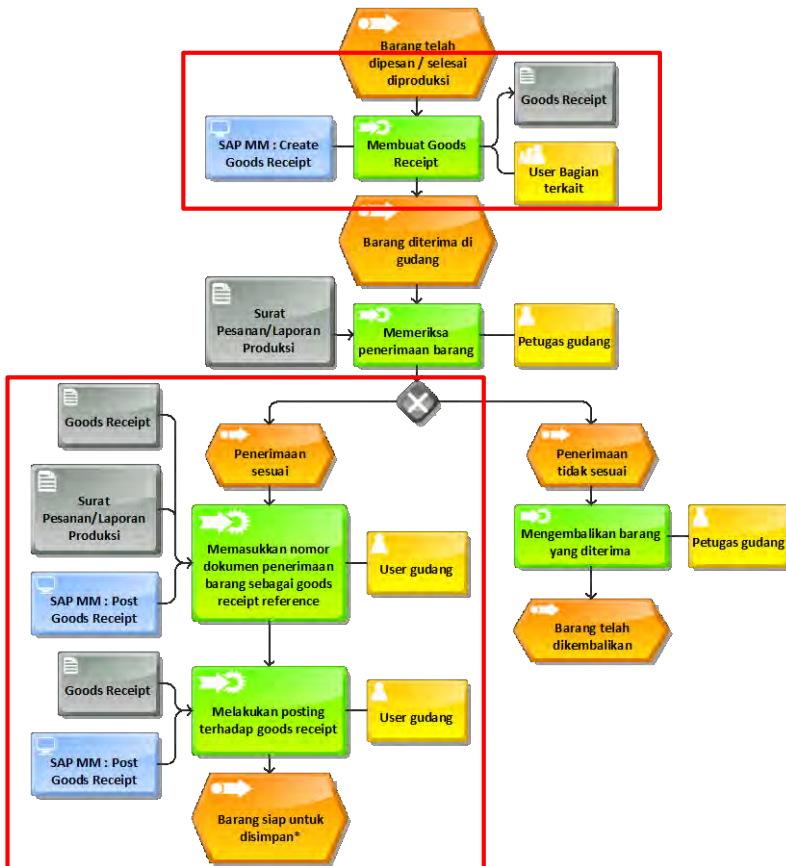 Barang telah
dipesan / selesai
diproduksi
Goods Receipt
SAP MM : Create
Goods Receipt
Membuat Goods
Receipt
User Bagian
terkait
Barang diterima di
gudang
Surat
Pesanan/Laporan
Produksi
Memeriksa
penerimaan barang
Petugas gudang
Goods Receipt
Penerimaan
sesuai
Penerimaan
tidak sesuai
Surat
Pesanan/Laporan
Produksi
Memasukkan nomor
dokumen penerimaan
barang sebagai goods
receipt reference
User gudang
Mengembalikan barang
yang diterima
Petugas gudang
SAP MM : Post
Goods Receipt
Barang telah
dikembalikan
Goods Receipt
Melakukan posting
terhadap goods receipt
User gudang
SAP MM : Post
Goods Receipt
Barang siap untuk
disimpan*